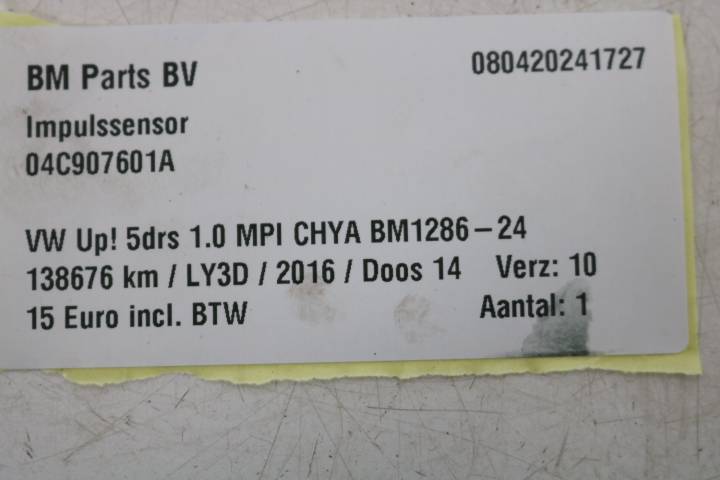 BM Parts BV 080420241727
Impulssensor
04C907601A
VW Up! 5drs 1.0 MPI CHYA BM1286-24
138676 km / LY3D / 2016 / Doos 14 Verz: 10
15 Euro incl. BTW Aantal: 1